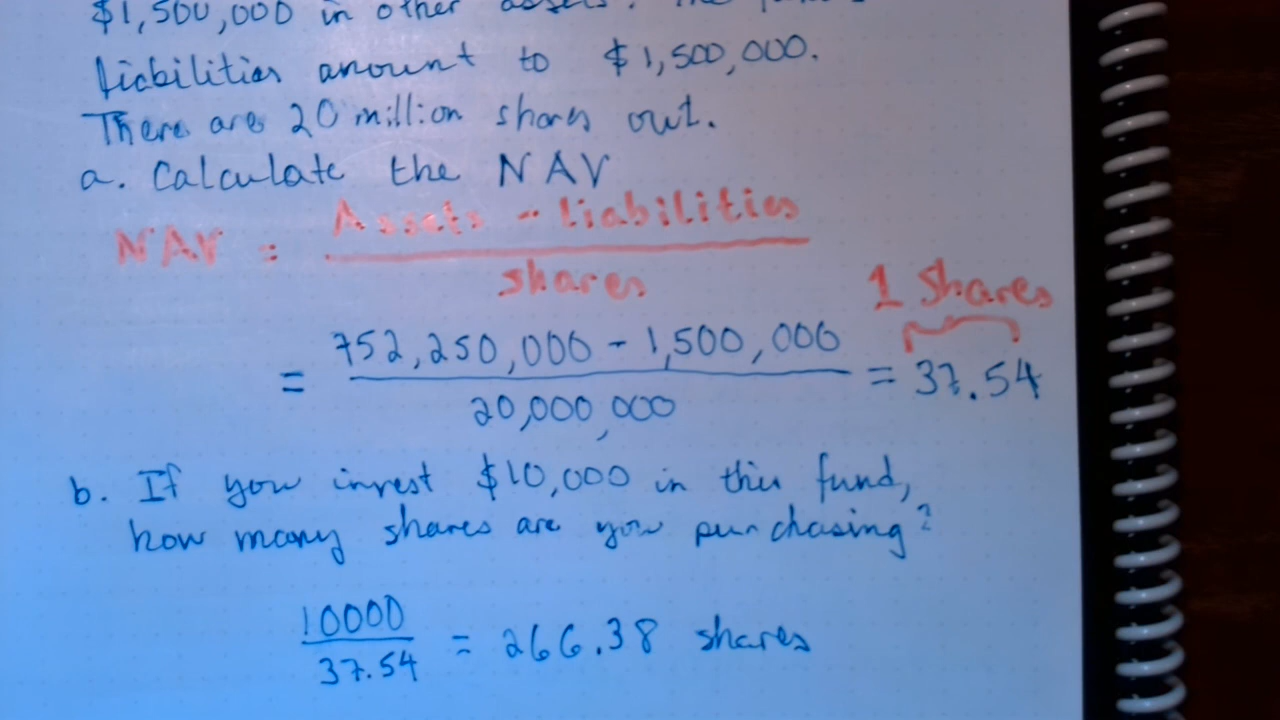 $1,500,000 in other assets. The fund's
liabilities amount to $1,500,000.
There are 20 million shares out.
a. Calculate the NAV
NAV = Assets - liabilities
shares
1 Shares
= 752,250,000 - 1,500,000 = 37.54
20,000,000
b. If you invest $10,000 in this fund,
how many shares are you purchasing?
10000 = 266.38 shares
37.54